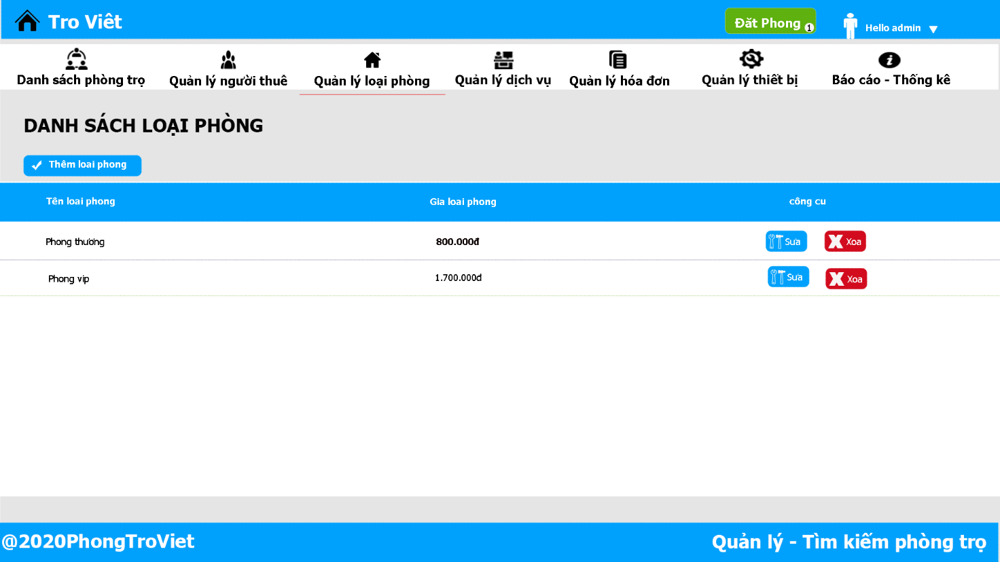 Tro Viêt
Đăt Phong 1
Hello admin
Danh sách phòng trọ
Quản lý người thuê
Quản lý loại phòng
Quản lý dịch vụ
Quản lý hóa đơn
Quản lý thiết bị
Báo cáo - Thống kê
DANH SÁCH LOẠI PHÒNG
Thêm loai phong
Tên loai phong
Gia loai phong
công cu
Phong thương
800.000đ
Sưa
Xoa
Phong vip
1.700.000đ
Sưa
Xoa
@2020PhongTroViet
Quản lý - Tìm kiếm phòng trọ